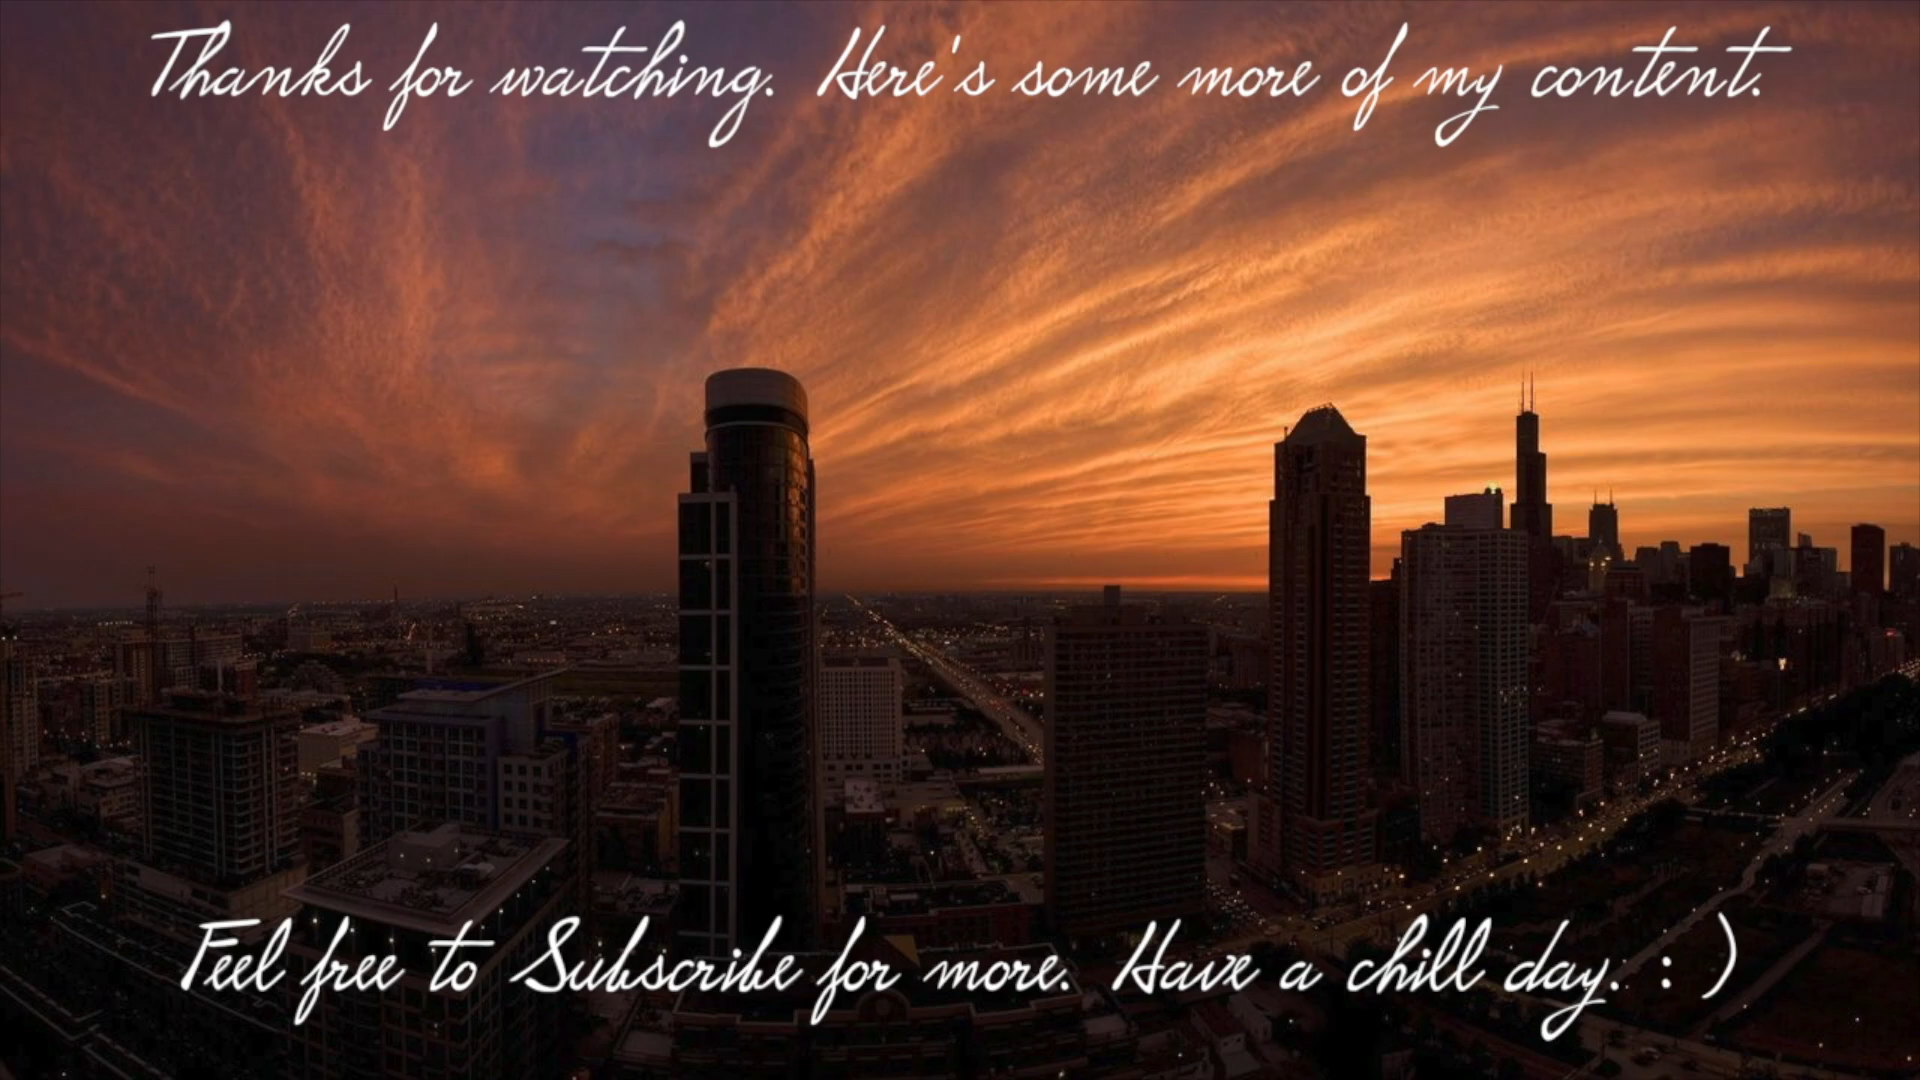 Thanks for watching. Here's some more of my content.
Feel free to Subscribe for more. Have a chill day. : )